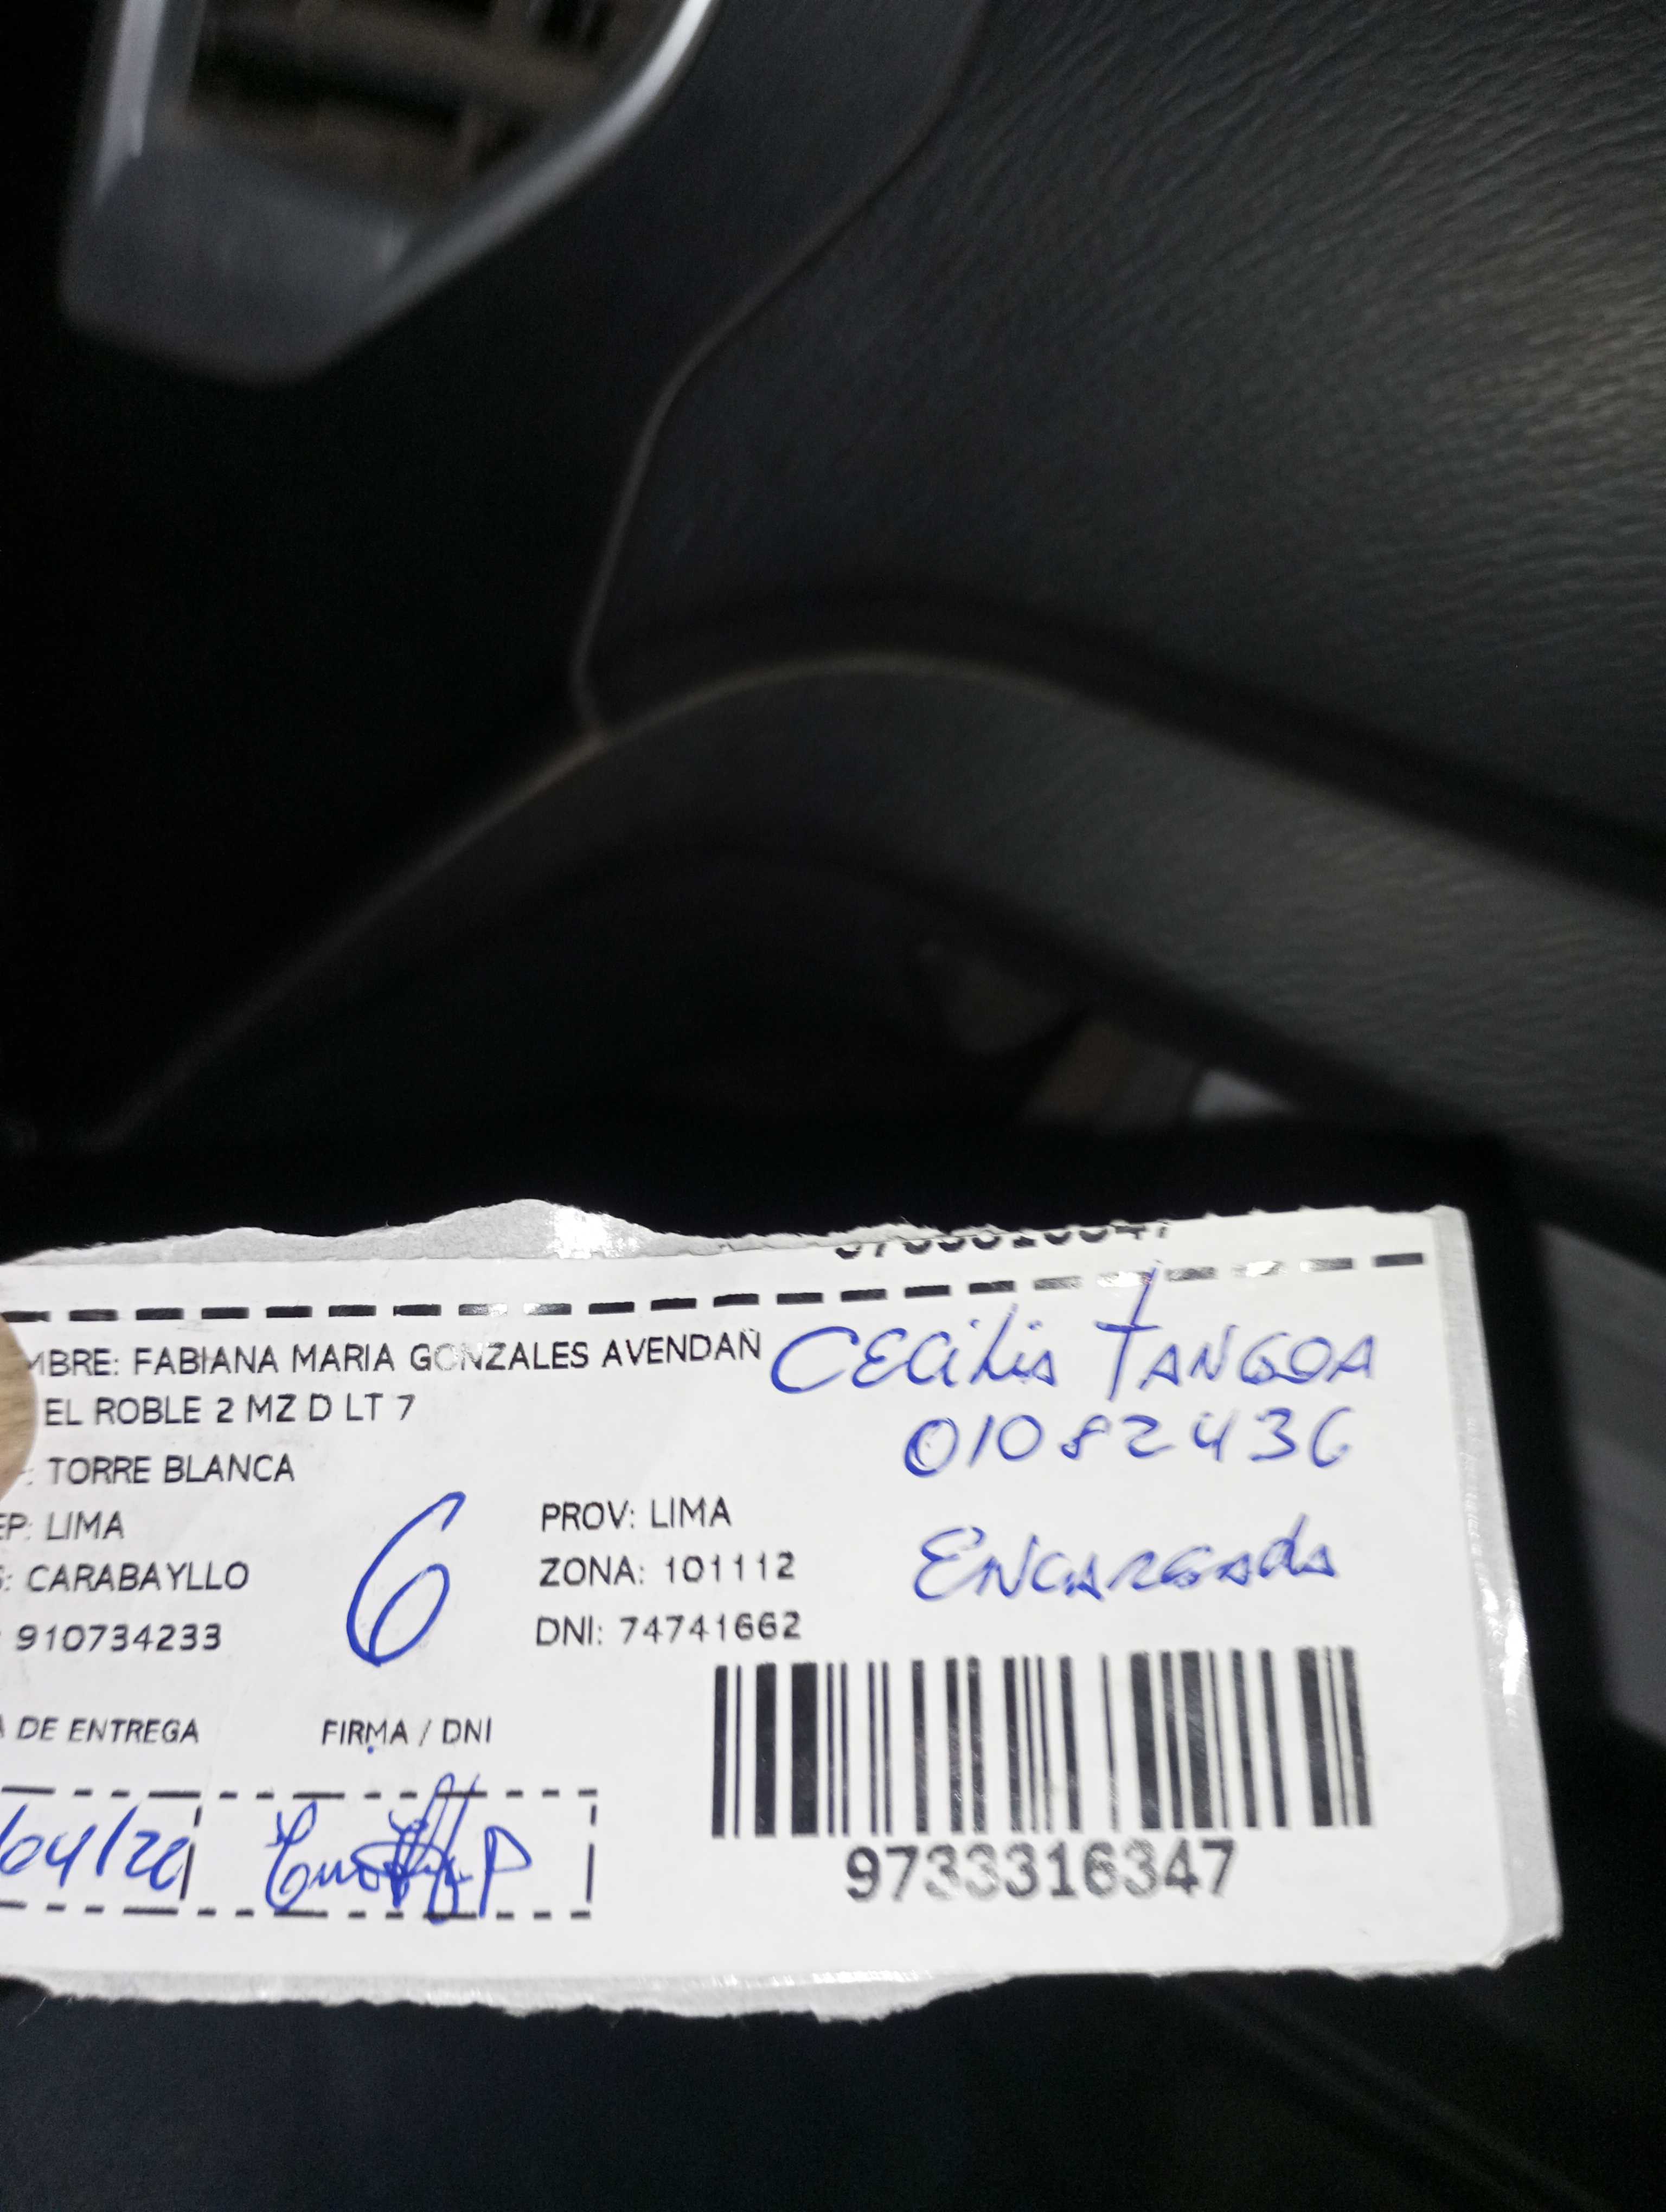 MBRE: FABIANA MARIA GONZALES AVENDAÑ
CECiLia TANGOA
EL ROBLE 2 MZ D LT 7
01082436
: TORRE BLANCA
EP: LIMA
6
PROV: LIMA
ENCARGADA
S: CARABAYLLO
ZONA: 101112
: 910734233
DNI: 74741662
A DE ENTREGA
FIRMA / DNI
9733316347